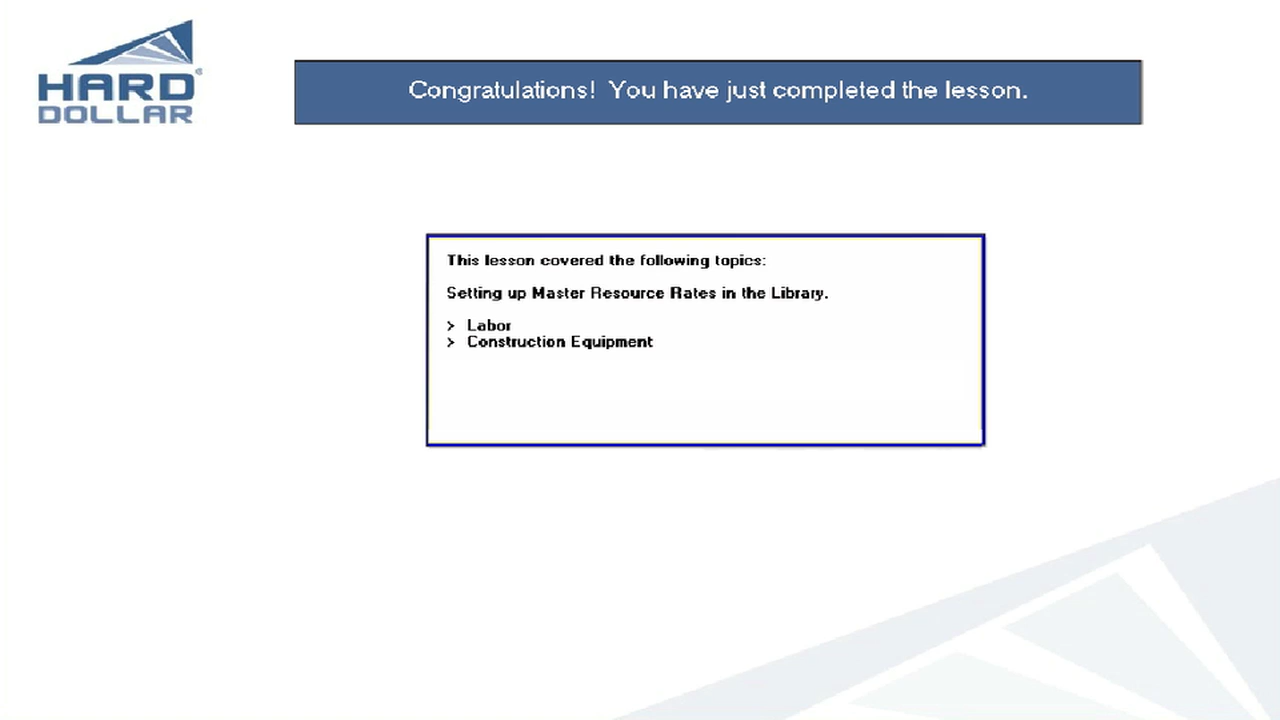 HARD
DOLLAR
®
Congratulations! You have just completed the lesson.
This lesson covered the following topics:
Setting up Master Resource Rates in the Library.
> Labor
> Construction Equipment